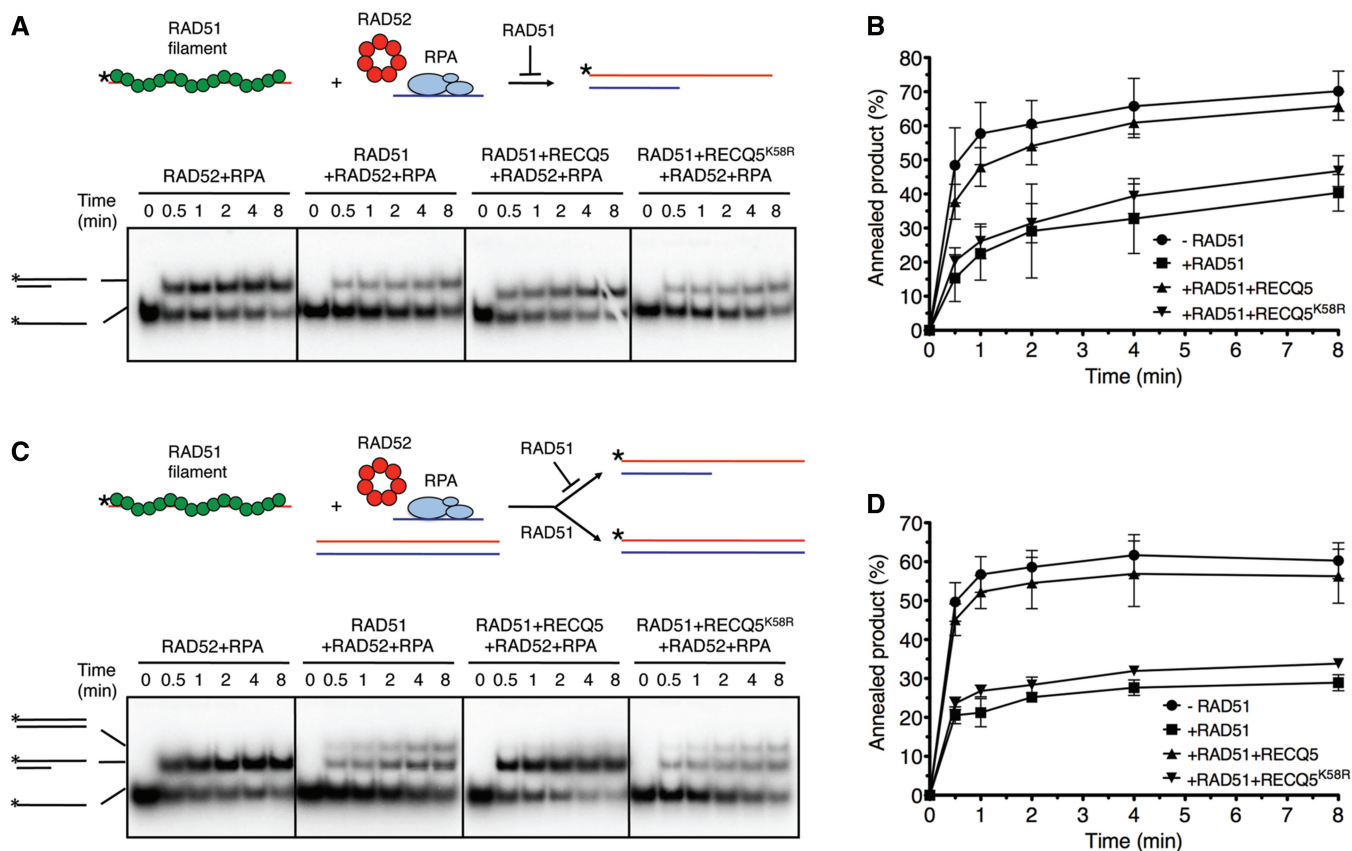 A
RAD51
filament
*
+
RAD52
RPA
RAD51
*
RAD52+RPA
RAD51
+RAD52+RPA
RAD51+RECQ5
+RAD52+RPA
RAD51+RECQ5K58R
+RAD52+RPA
Time
(min)
0 0.5 1 2 4 8 0 0.5 1 2 4 8 0 0.5 1 2 4 8 0 0.5 1 2 4 8
*
*
B
Annealed product (%)
80
70
60
50
40
30
20
10
0
0 1 2 3 4 5 6 7 8
Time (min)
- RAD51
+RAD51
+RAD51+RECQ5
+RAD51+RECQ5K58R
C
RAD51
filament
*
+
RAD52
RPA
RAD51
RAD51
*
*
RAD52+RPA
RAD51
+RAD52+RPA
RAD51+RECQ5
+RAD52+RPA
RAD51+RECQ5K58R
+RAD52+RPA
Time
(min)
0 0.5 1 2 4 8 0 0.5 1 2 4 8 0 0.5 1 2 4 8 0 0.5 1 2 4 8
*
*
*
D
Annealed product (%)
70
60
50
40
30
20
10
0
0 1 2 3 4 5 6 7 8
Time (min)
- RAD51
+RAD51
+RAD51+RECQ5
+RAD51+RECQ5K58R